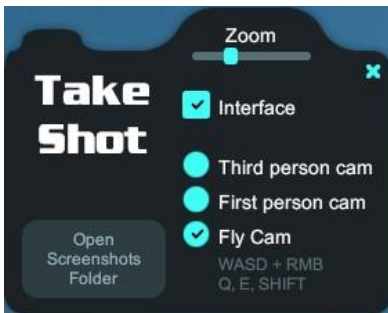 Zoom
Take
Shot
Interface
Third person cam
First person cam
Fly Cam
WASD + RMB
Q, E, SHIFT
Open
Screenshots
Folder